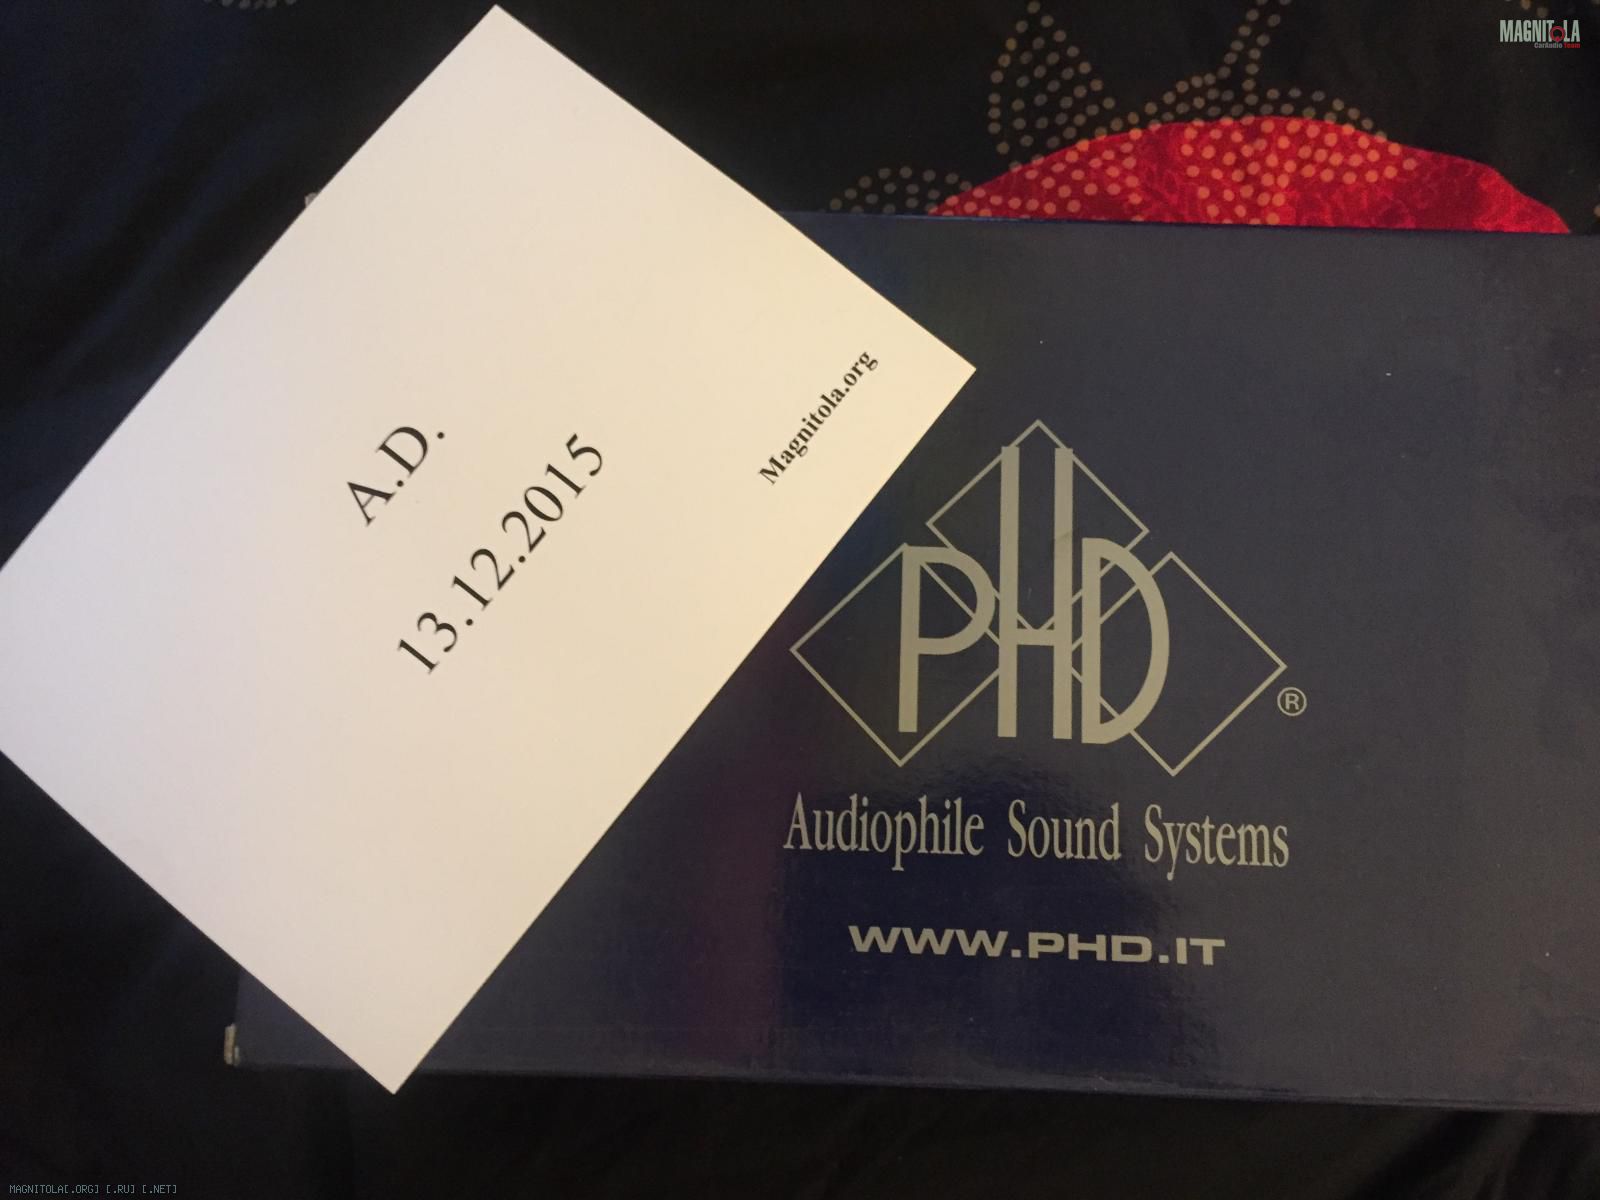 MAGNITOLA
CarAudio Team
A.D.
13.12.2015
Magnitola.org
PHD
®
Audiophile Sound Systems
WWW.PHD.IT
MAGNITOLA[.ORG] [.RU] [.NET]